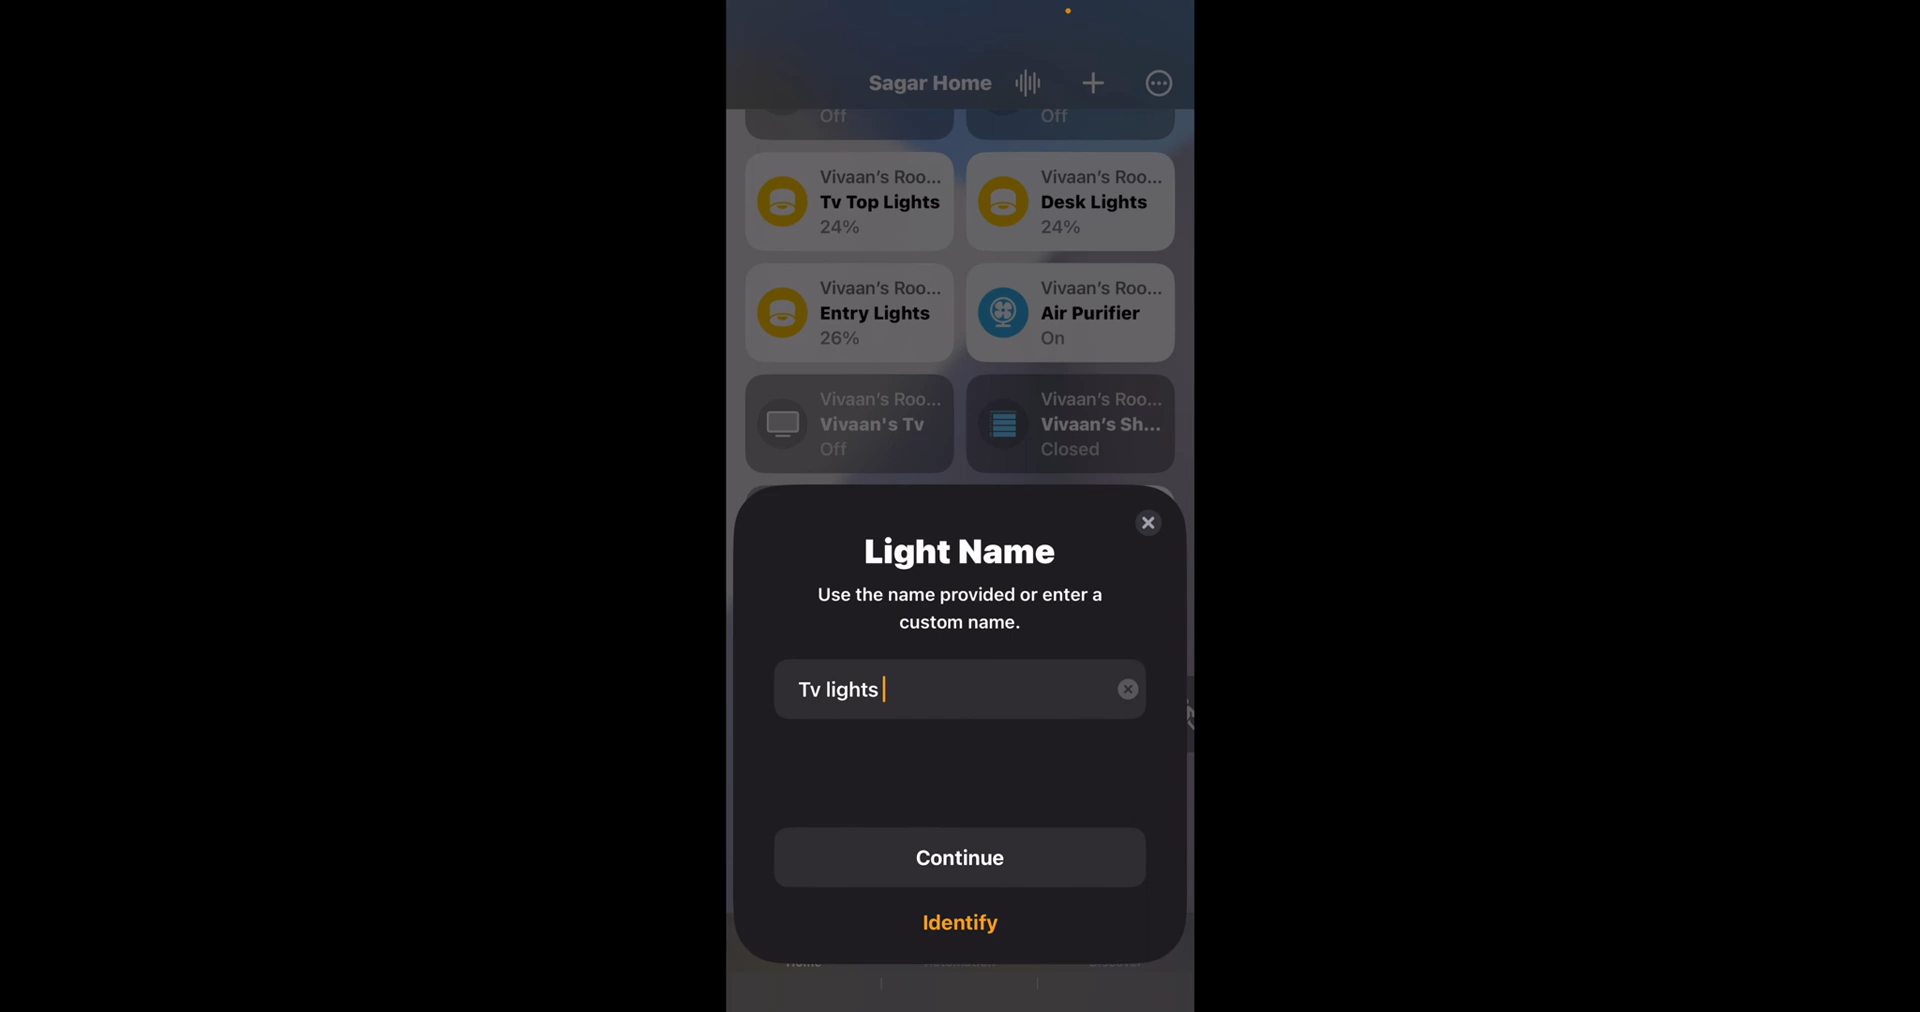 Sagar Home
Off
Off
Vivaan’s Roo...
Tv Top Lights
24%
Vivaan’s Roo...
Desk Lights
24%
Vivaan’s Roo...
Entry Lights
26%
Vivaan’s Roo...
Air Purifier
On
Vivaan’s Roo...
Vivaan's Tv
Off
Vivaan’s Roo...
Vivaan’s Sh...
Closed
Light Name
Use the name provided or enter a
custom name.
Tv lights
Continue
Identify
Home